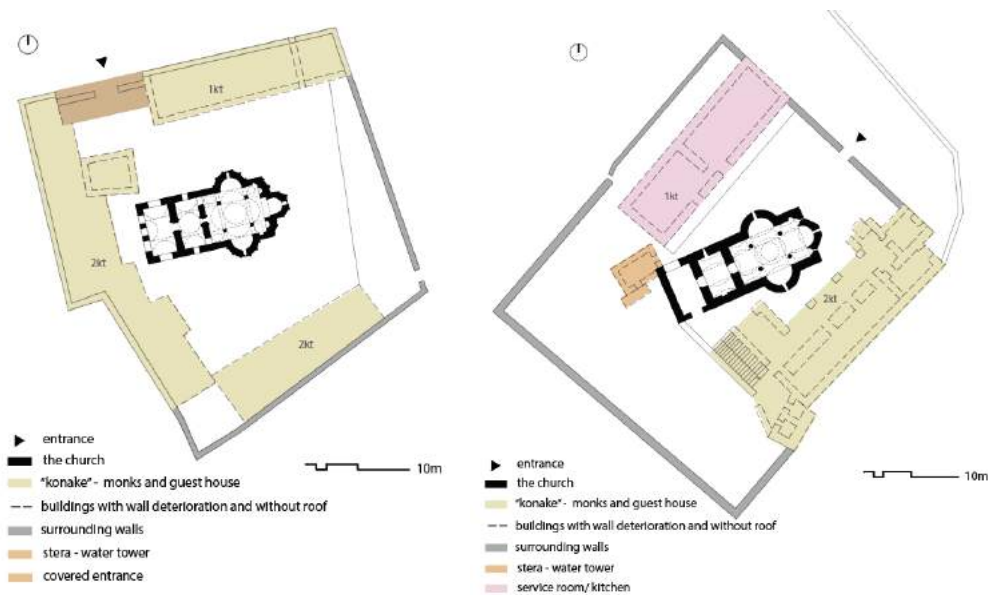 1kt
2kt
2kt
entrance
the church
"konake" - monks and guest house
buildings with wall deterioration and without roof
surrounding walls
stera - water tower
covered entrance
10m
1kt
2kt
entrance
the church
"konake" - monks and guest house
buildings with wall deterioration and without roof
surrounding walls
stera - water tower
service room/ kitchen
10m